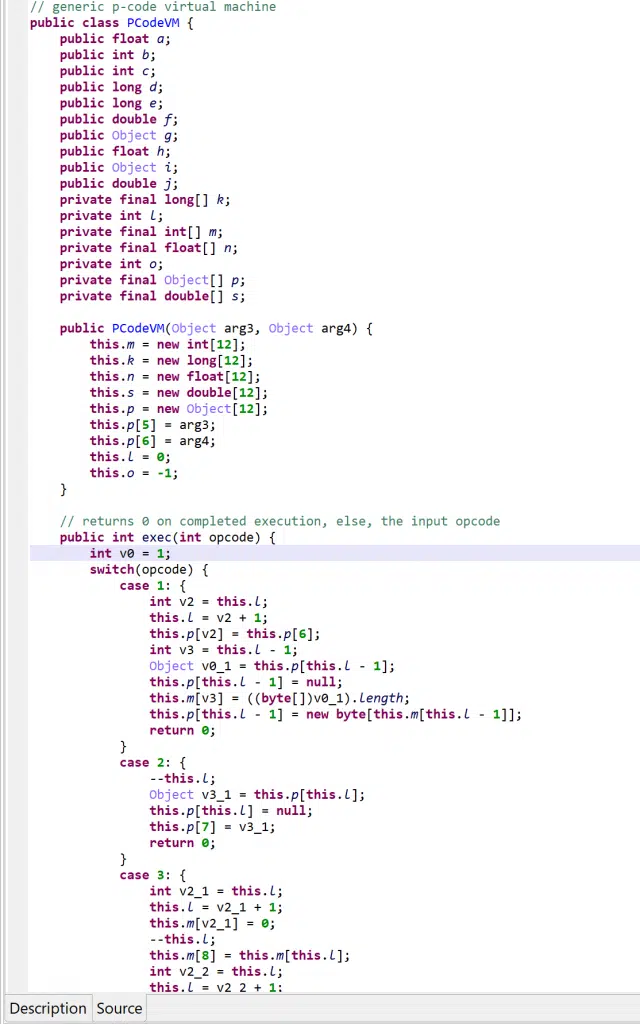 // generic p-code virtual machine
public class PCodeVM {
    public float a;
    public int b;
    public int c;
    public long d;
    public long e;
    public double f;
    public Object g;
    public float h;
    public Object i;
    public double j;
    private final long[] k;
    private int l;
    private final int[] m;
    private final float[] n;
    private int o;
    private final Object[] p;
    private final double[] s;

    public PCodeVM(Object arg3, Object arg4) {
        this.m = new int[12];
        this.k = new long[12];
        this.n = new float[12];
        this.s = new double[12];
        this.p = new Object[12];
        this.p[5] = arg3;
        this.p[6] = arg4;
        this.l = 0;
        this.o = -1;
    }

    // returns 0 on completed execution, else, the input opcode
    public int exec(int opcode) {
        int v0 = 1;
        switch(opcode) {
            case 1: {
                int v2 = this.l;
                this.l = v2 + 1;
                this.p[v2] = this.p[6];
                int v3 = this.l - 1;
                Object v0_1 = this.p[this.l - 1];
                this.p[this.l - 1] = null;
                this.m[v3] = ((byte[])v0_1).length;
                this.p[this.l - 1] = new byte[this.m[this.l - 1]];
                return 0;
            }
            case 2: {
                --this.l;
                Object v3_1 = this.p[this.l];
                this.p[this.l] = null;
                this.p[7] = v3_1;
                return 0;
            }
            case 3: {
                int v2_1 = this.l;
                this.l = v2_1 + 1;
                this.m[v2_1] = 0;
                --this.l;
                this.m[8] = this.m[this.l];
                int v2_2 = this.l;
                this.l = v2_2 + 1;
Description Source